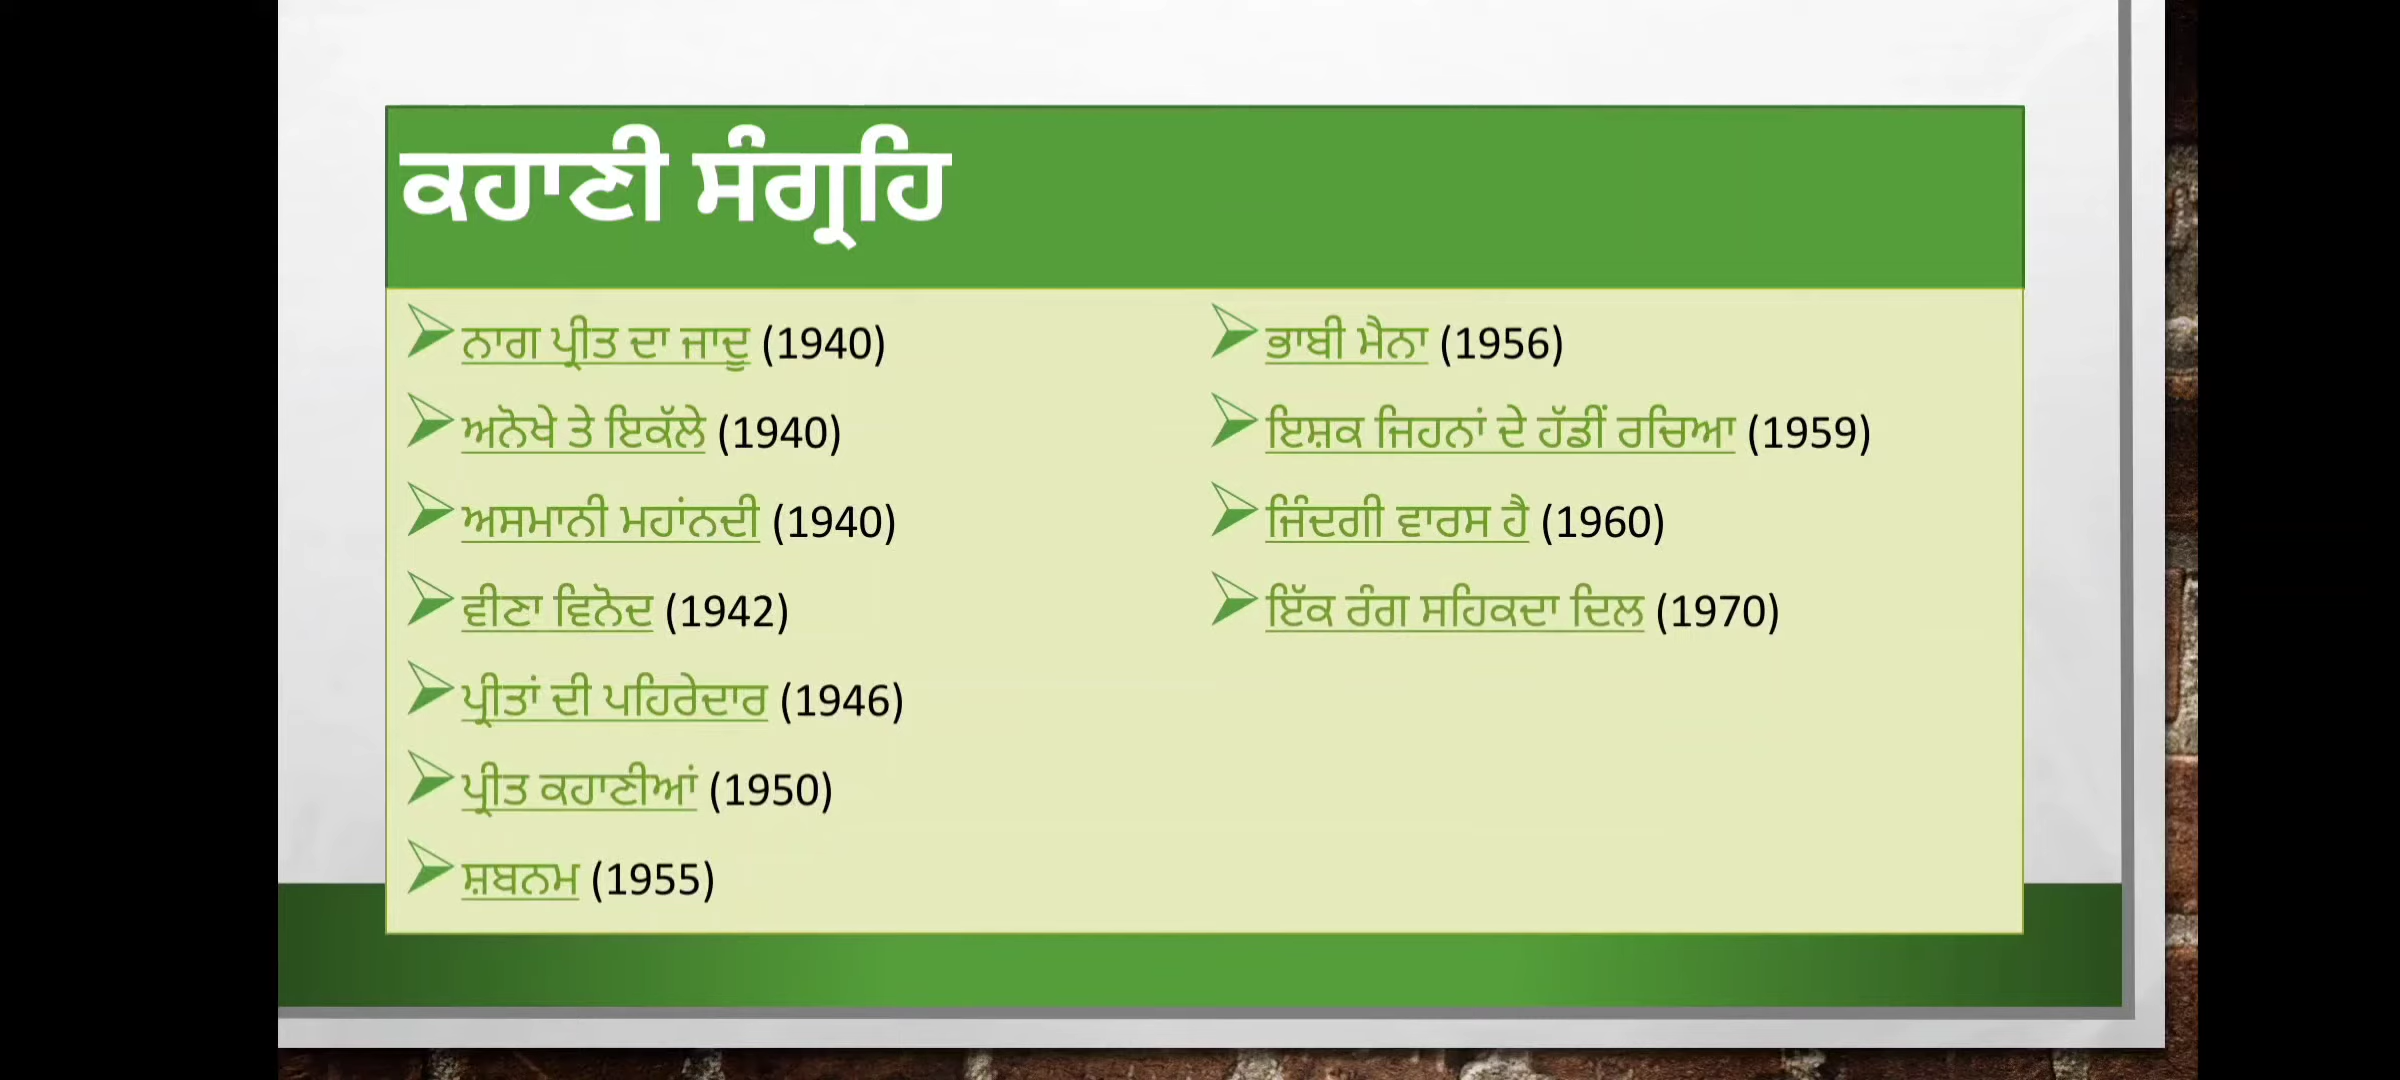 ਕਹਾਣੀ ਸੰਗ੍ਰਹਿ
ਨਾਗ ਪ੍ਰੀਤ ਦਾ ਜਾਦੂ (1940)
ਅਨੋਖੇ ਤੇ ਇਕੱਲੇ (1940)
ਅਸਮਾਨੀ ਮਹਾਂਨਦੀ (1940)
ਵੀਣਾ ਵਿਨੋਦ (1942)
ਪ੍ਰੀਤਾਂ ਦੀ ਪਹਿਰੇਦਾਰ (1946)
ਪ੍ਰੀਤ ਕਹਾਣੀਆਂ (1950)
ਸ਼ਬਨਮ (1955)
ਭਾਬੀ ਮੈਨਾ (1956)
ਇਸ਼ਕ ਜਿਹਨਾਂ ਦੇ ਹੱਡੀਂ ਰਚਿਆ (1959)
ਜਿੰਦਗੀ ਵਾਰਸ ਹੈ (1960)
ਇੱਕ ਰੰਗ ਸਹਿਕਦਾ ਦਿਲ (1970)